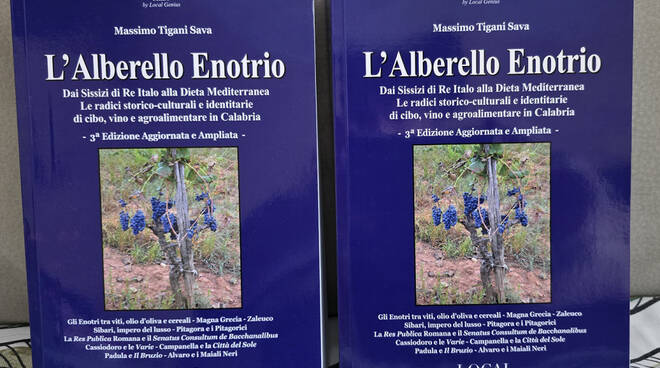 by Local Genius
Massimo Tigani Sava
L'Alberello Enotrio
Dai Sissizi di Re Italo alla Dieta Mediterranea
Le radici storico-culturali e identitarie
di cibo, vino e agroalimentare in Calabria
- 3ª Edizione Aggiornata e Ampliata -
Gli Enotri tra viti, olio d'oliva e cereali - Magna Grecia - Zaleuco
Sibari, impero del lusso - Pitagora e i Pitagorici
La Res Publica Romana e il Senatus Consultum de Bacchanalibus
Cassiodoro e le Varie - Campanella e la Città del Sole
Padula e Il Bruzio - Alvaro e i Maiali Neri
by Local Genius
Massimo Tigani Sava
L'Alberello Enotrio
Dai Sissizi di Re Italo alla Dieta Mediterranea
Le radici storico-culturali e identitarie
di cibo, vino e agroalimentare in Calabria
- 3ª Edizione Aggiornata e Ampliata -
Gli Enotri tra viti, olio d'oliva e cereali - Magna Grecia - Zaleuco
Sibari, impero del lusso - Pitagora e i Pitagorici
La Res Publica Romana e il Senatus Consultum de Bacchanalibus
Cassiodoro e le Varie - Campanella e la Città del Sole
Padula e Il Bruzio - Alvaro e i Maiali Neri
LOCAL